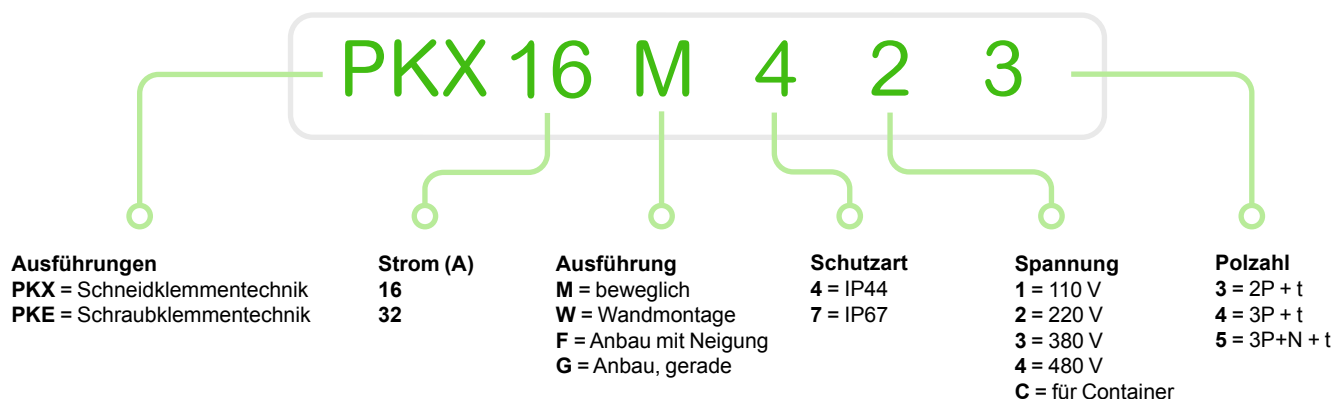 PKX 16 M 4 2 3
Ausführungen
PKX = Schneidklemmentechnik
PKE = Schraubklemmentechnik
Strom (A)
16
32
Ausführung
M = beweglich
W = Wandmontage
F = Anbau mit Neigung
G = Anbau, gerade
Schutzart
4 = IP44
7 = IP67
Spannung
1 = 110 V
2 = 220 V
3 = 380 V
4 = 480 V
C = für Container
Polzahl
3 = 2P + t
4 = 3P + t
5 = 3P+N + t